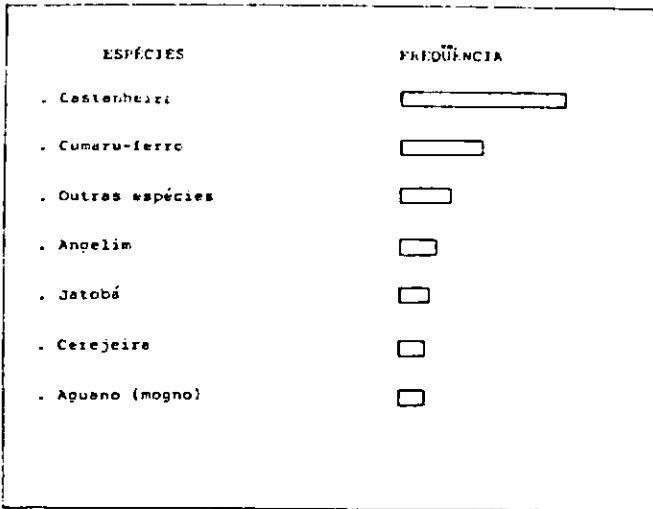 ESPÉCIES FREQÜÊNCIA
. Castanheira
. Cumaru-ferro
. Outras espécies
. Angelim
. Jatobá
. Cerejeira
. Aguano (mogno)